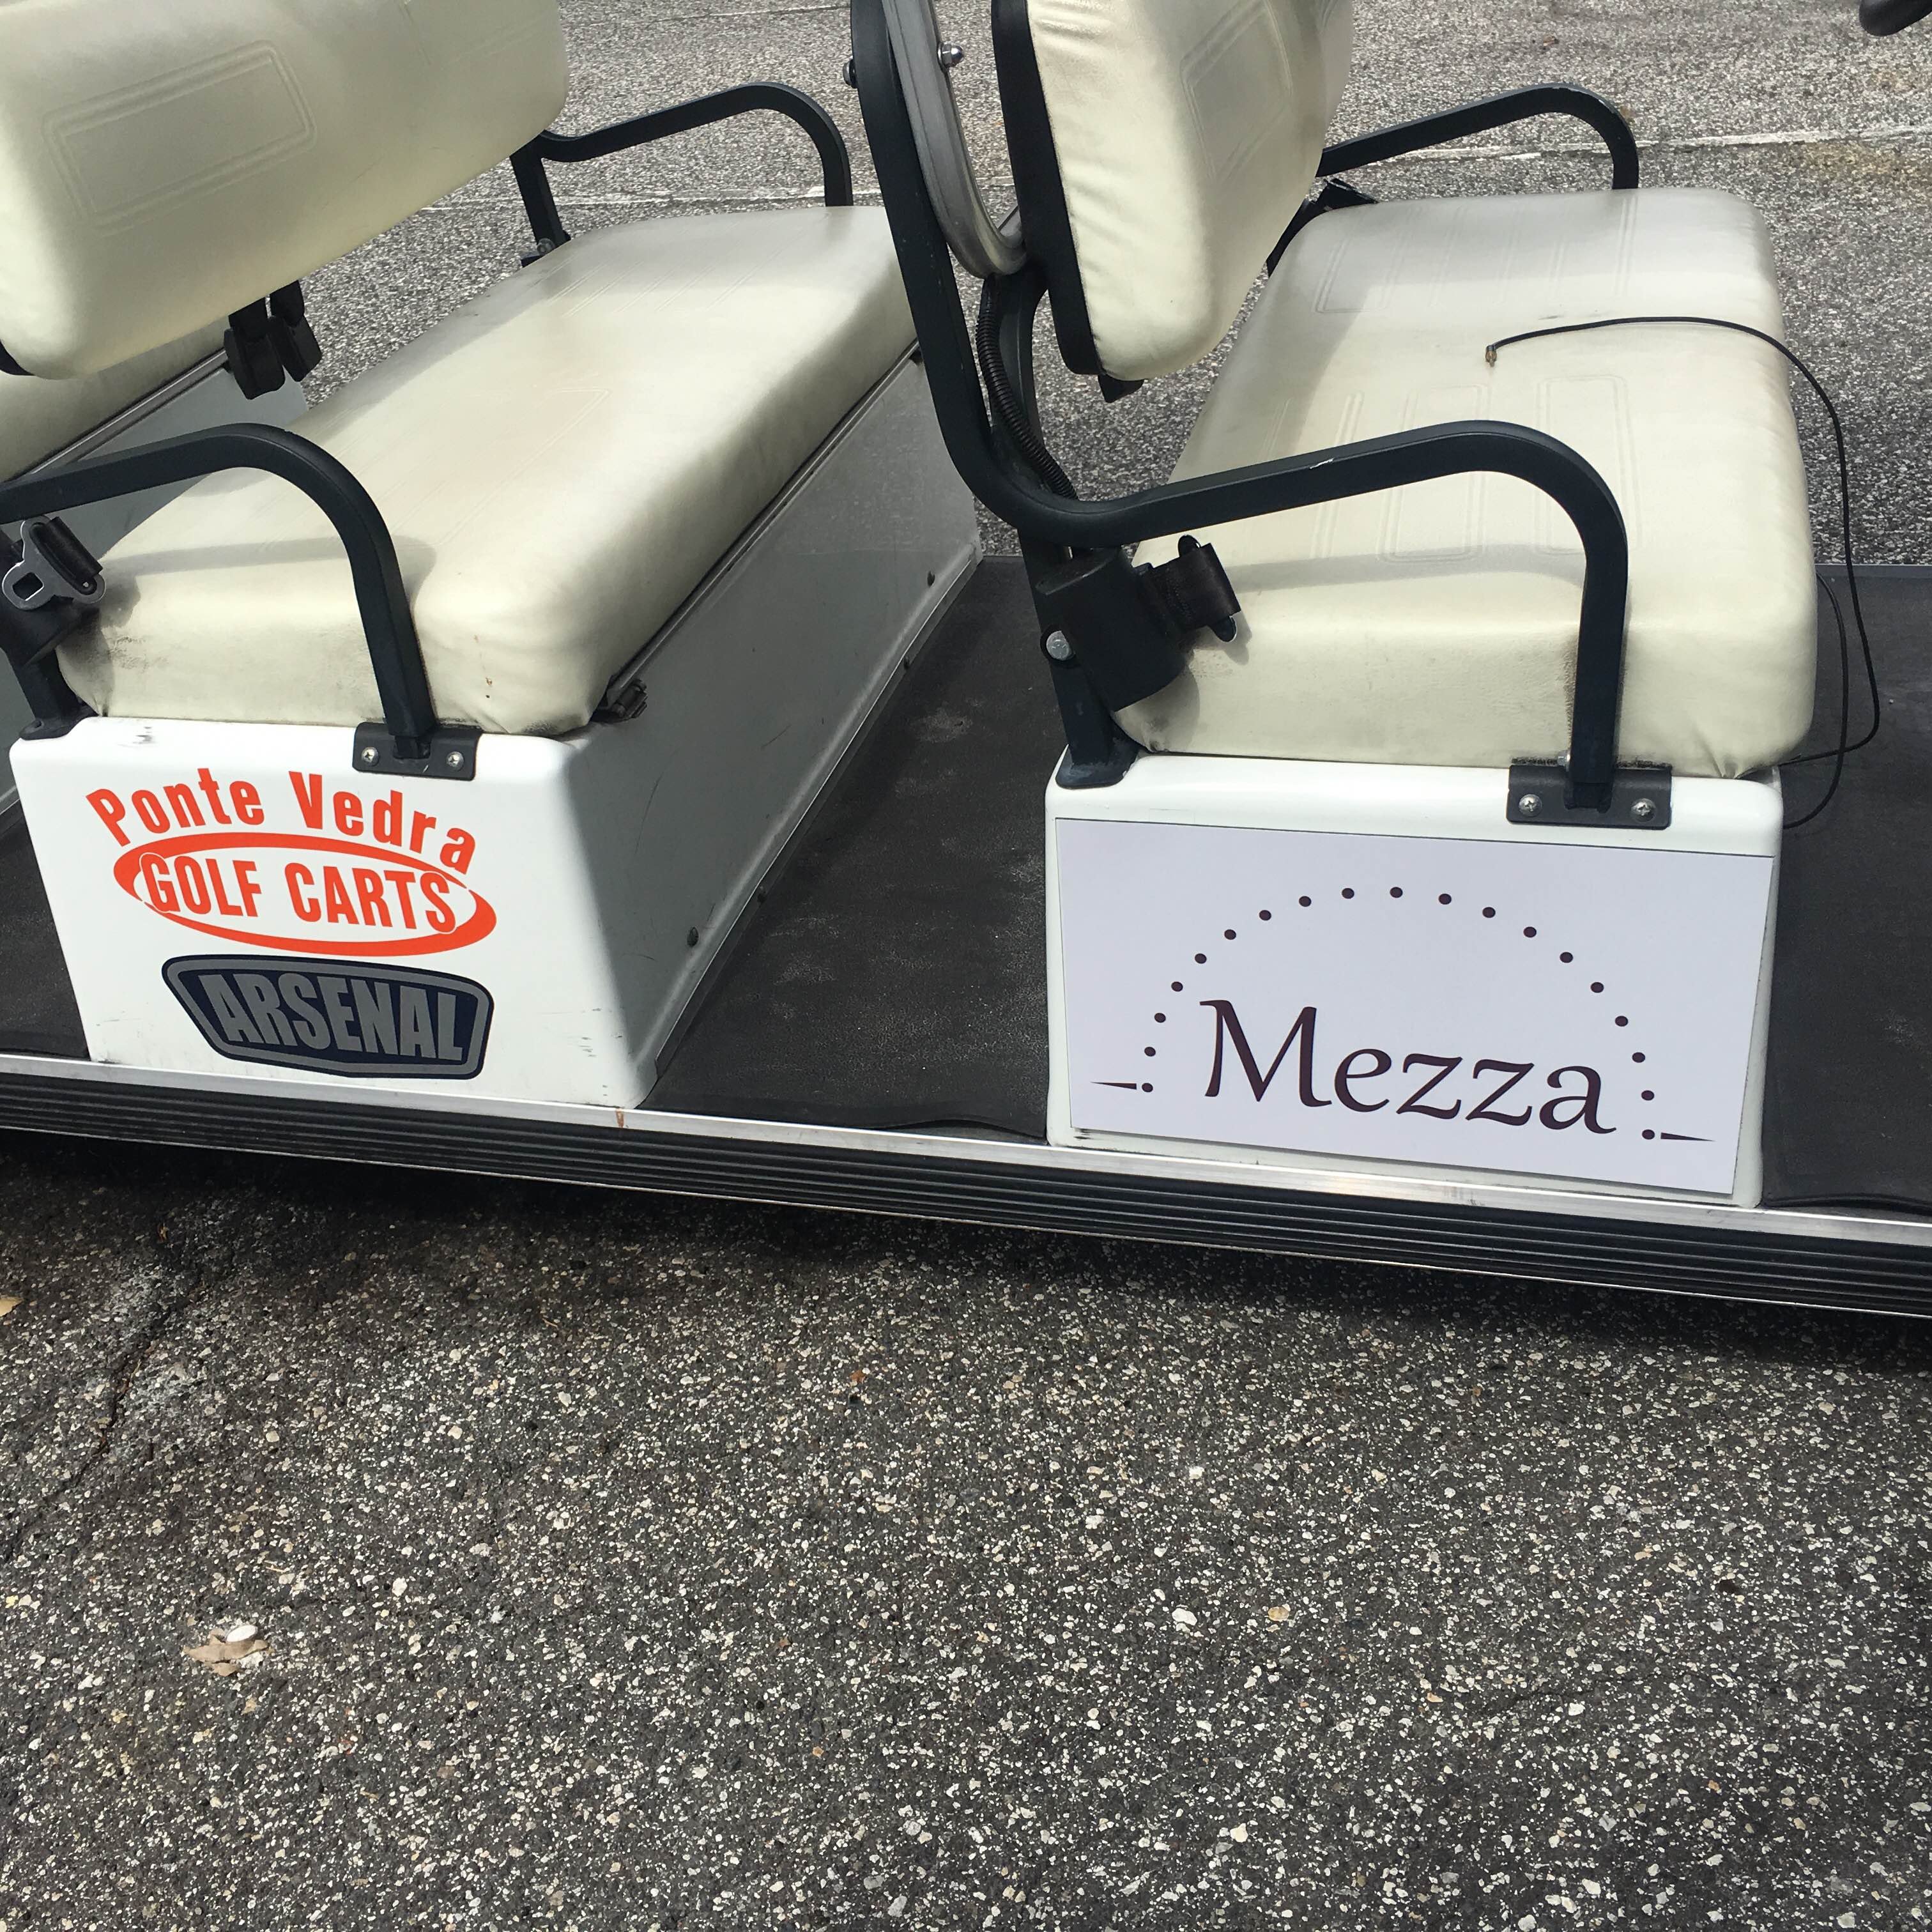 Ponte Vedra
GOLF CARTS
ARSENAL
Mezza